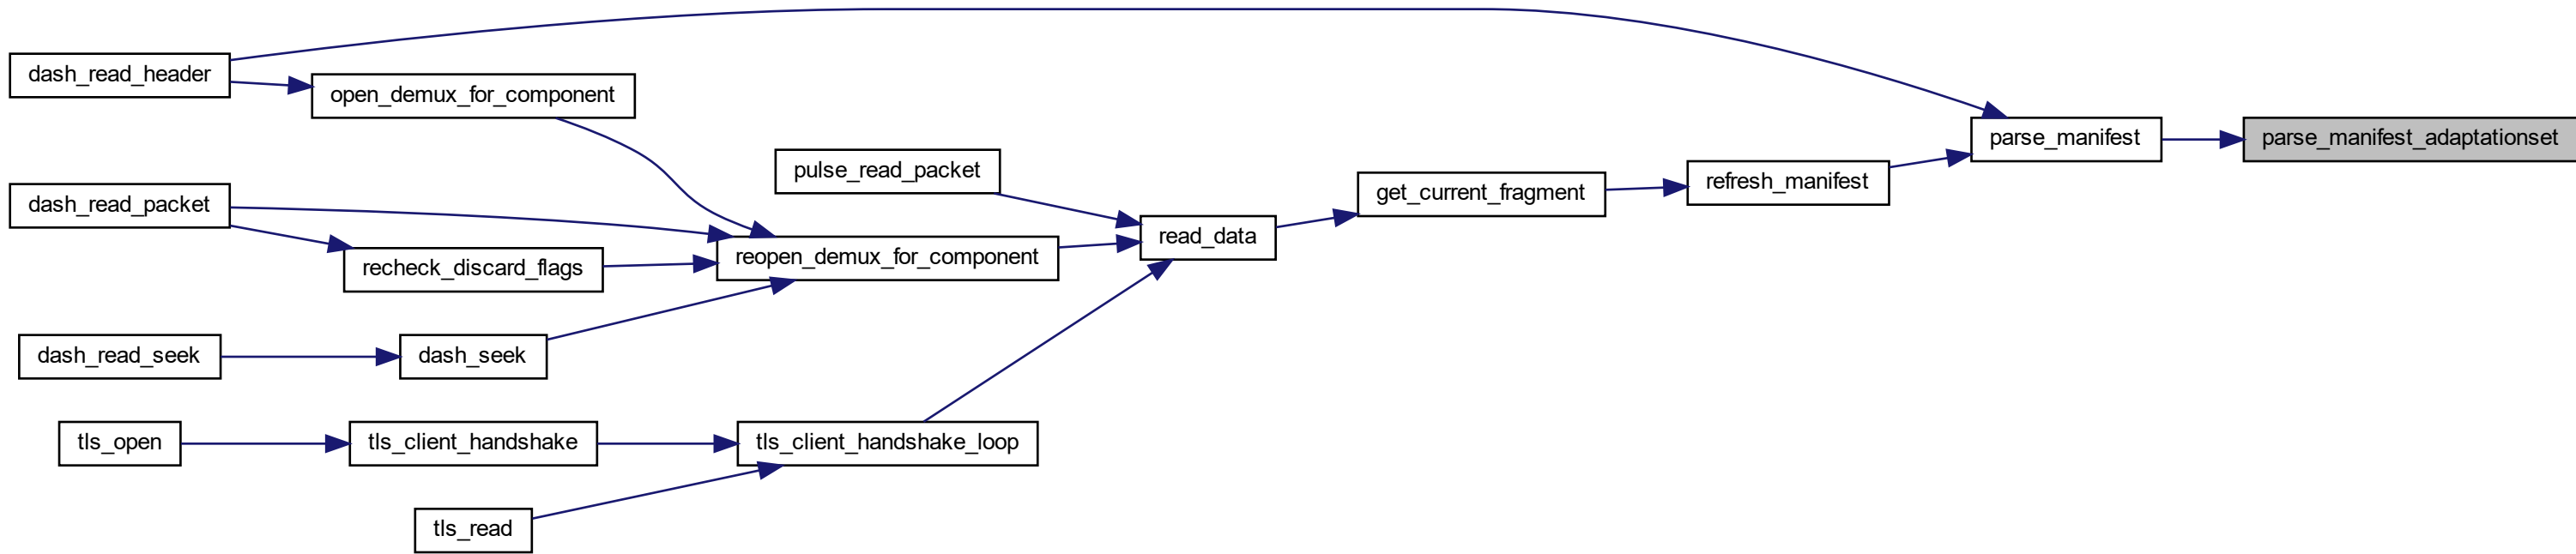 dash_read_header
open_demux_for_component
parse_manifest
parse_manifest_adaptationset
pulse_read_packet
refresh_manifest
get_current_fragment
dash_read_packet
read_data
recheck_discard_flags
reopen_demux_for_component
dash_read_seek
dash_seek
tls_open
tls_client_handshake
tls_client_handshake_loop
tls_read